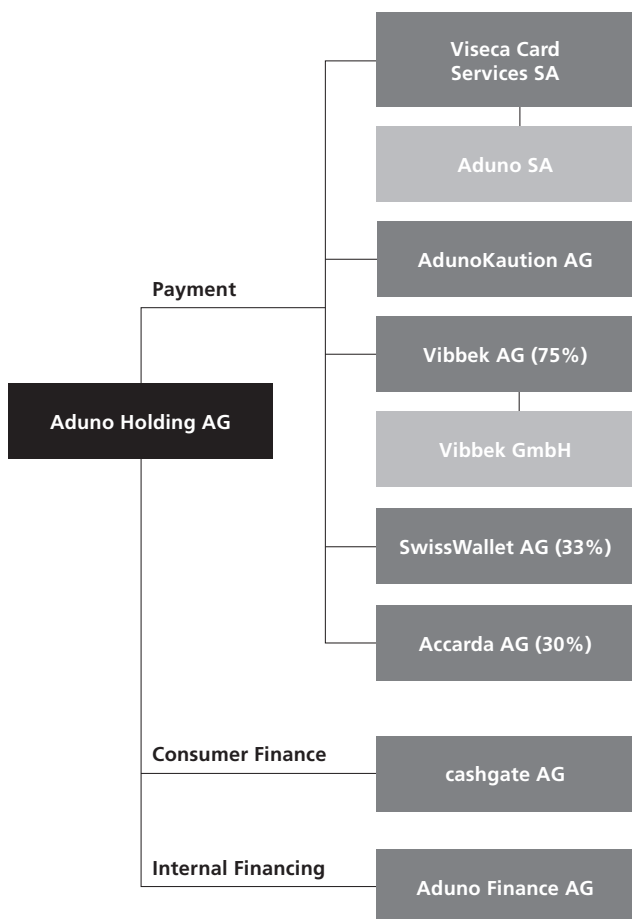 Viseca Card
Services SA
Aduno SA
AdunoKaution AG
Payment
Vibbek AG (75%)
Aduno Holding AG
Vibbek GmbH
SwissWallet AG (33%)
Accarda AG (30%)
Consumer Finance
cashgate AG
Internal Financing
Aduno Finance AG